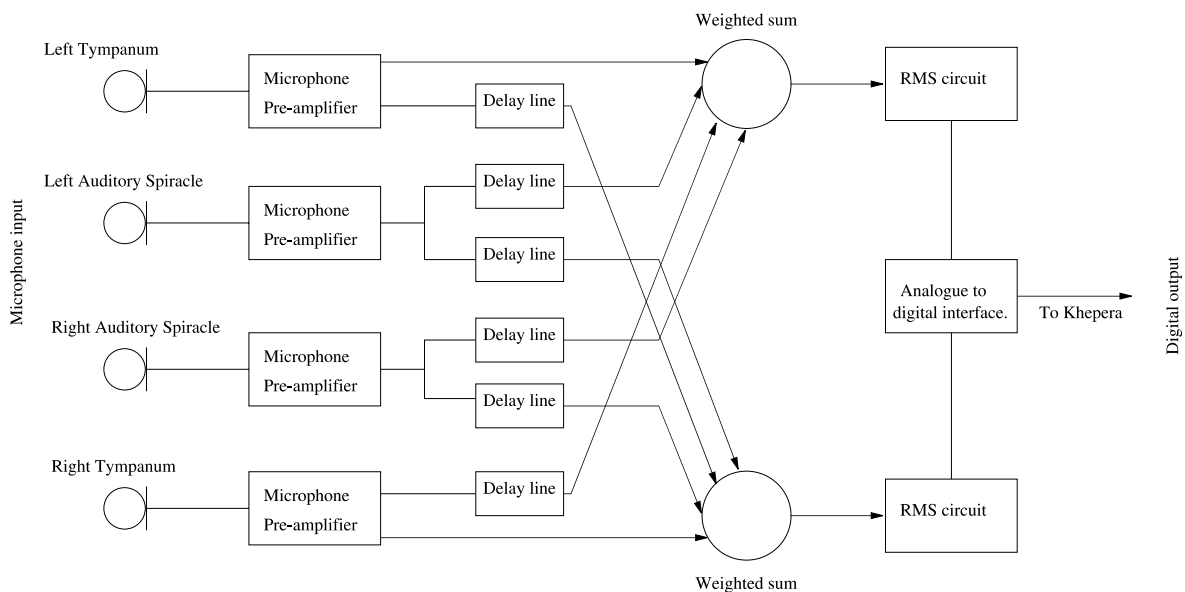 Weighted sum
Left Tympanum
Microphone
Pre-amplifier
Delay line
RMS circuit
Left Auditory Spiracle
Microphone
Pre-amplifier
Delay line
Delay line
Microphone input
Analogue to
digital interface.
To Khepera
Digital output
Right Auditory Spiracle
Microphone
Pre-amplifier
Delay line
Delay line
Right Tympanum
Microphone
Pre-amplifier
Delay line
RMS circuit
Weighted sum